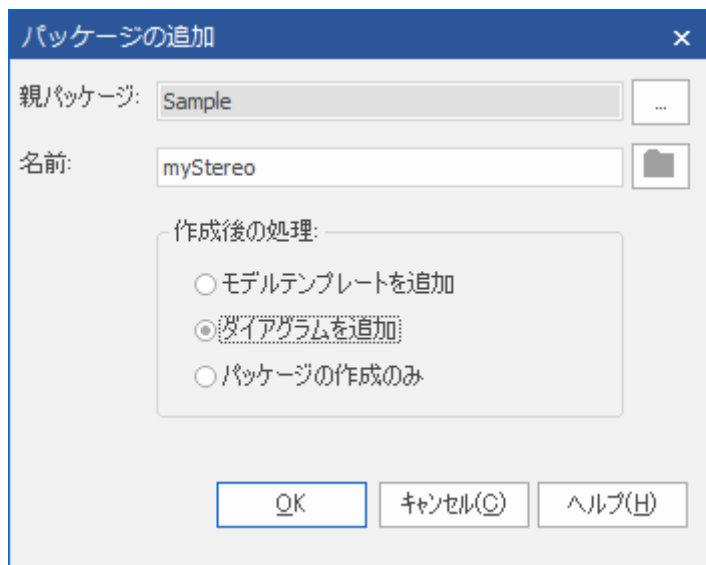 パッケージの追加
親パッケージ: Sample ...
名前: myStereo
作成後の処理:
モデルテンプレートを追加
ダイアグラムを追加
パッケージの作成のみ
OK キャンセル(C) ヘルプ(H)